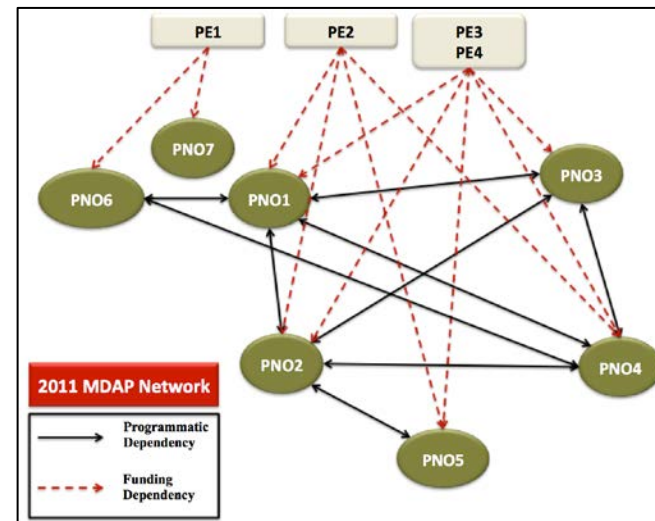 PE1
PE2
PE3
PE4
PNO7
PNO3
PNO6
PNO1
PNO2
PNO4
2011 MDAP Network
PNO5
Programmatic
Dependency
Funding
Dependency